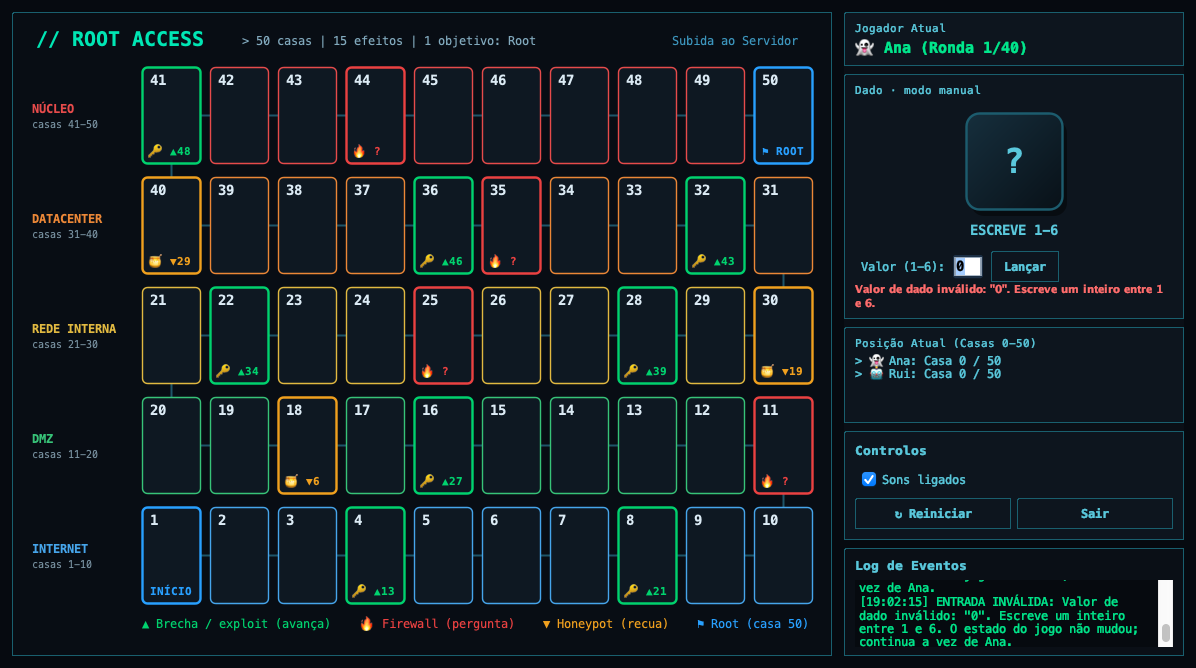 // ROOT ACCESS
> 50 casas | 15 efeitos | 1 objetivo: Root
Subida ao Servidor
NÚCLEO
casas 41–50
41 42 43 44 45 46 47 48 49 50
▲48 ? ⚑ ROOT
DATACENTER
casas 31–40
40 39 38 37 36 35 34 33 32 31
▼29 ▲46 ? ▲43
REDE INTERNA
casas 21–30
21 22 23 24 25 26 27 28 29 30
▲34 ? ▲39 ▼19
DMZ
casas 11–20
20 19 18 17 16 15 14 13 12 11
▼6 ▲27 ?
INTERNET
casas 1–10
1 2 3 4 5 6 7 8 9 10
INÍCIO ▲13 ▲21
▲ Brecha / exploit (avança) Firewall (pergunta) ▼ Honeypot (recua) ⚑ Root (casa 50)
Jogador Atual
Ana (Ronda 1/40)
Dado · modo manual
?
ESCREVE 1–6
Valor (1–6): 0 Lançar
Valor de dado inválido: "0". Escreve um inteiro entre 1
e 6.
Posição Atual (Casas 0–50)
> Ana: Casa 0 / 50
> Rui: Casa 0 / 50
Controlos
Sons ligados
↻ Reiniciar Sair
Log de Eventos
vez de Ana.
[19:02:15] ENTRADA INVÁLIDA: Valor de
dado inválido: "0". Escreve um inteiro
entre 1 e 6. O estado do jogo não mudou;
continua a vez de Ana.